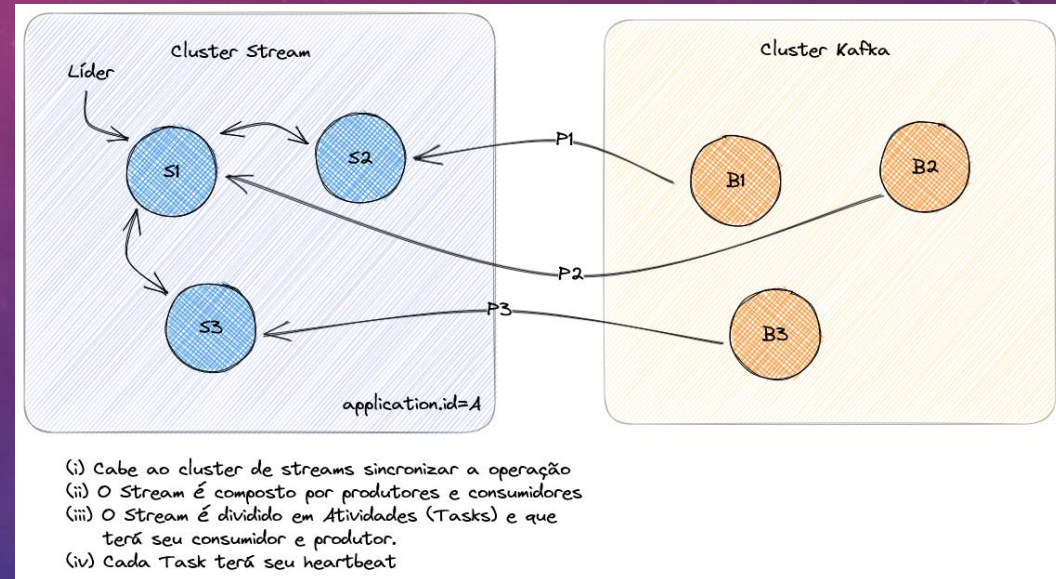 Cluster Stream
Cluster Kafka
Líder
S1
S2
P1
B1
B2
P2
P3
S3
B3
application.id=A
(i) Cabe ao cluster de streams sincronizar a operação
(ii) O Stream é composto por produtores e consumidores
(iii) O Stream é dividido em Atividades (Tasks) e que
terá seu consumidor e produtor.
(iv) Cada Task terá seu heartbeat